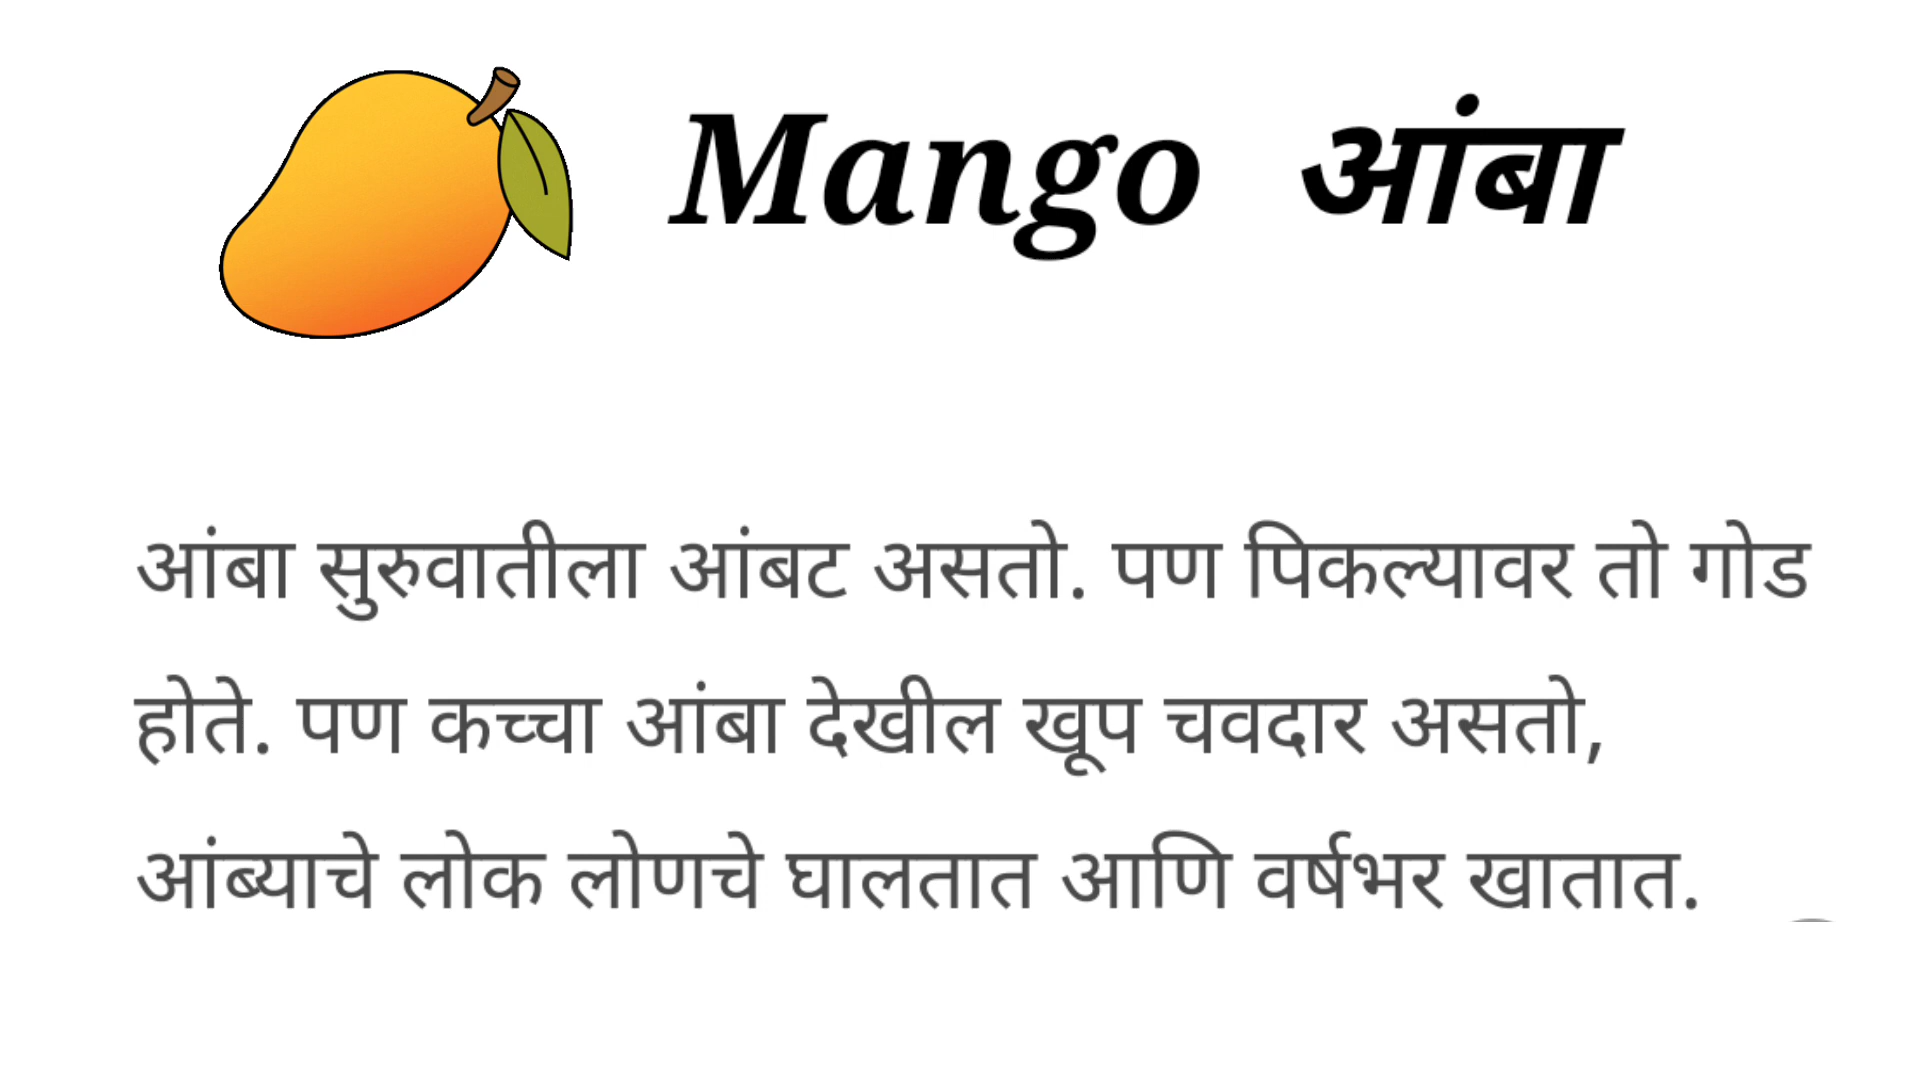 Mango आंबा
आंबा सुरुवातीला आंबट असतो. पण पिकल्यावर तो गोड
होते. पण कच्चा आंबा देखील खूप चवदार असतो,
आंब्याचे लोक लोणचे घालतात आणि वर्षभर खातात.